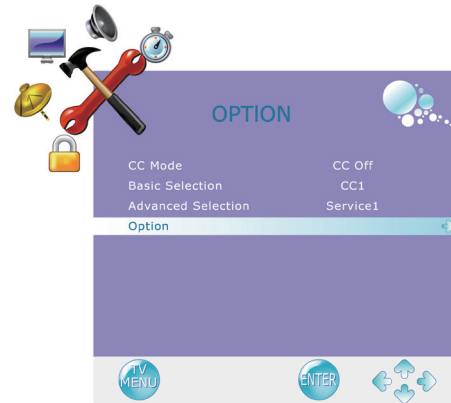 OPTION
CC Mode CC Off
Basic Selection CC1
Advanced Selection Service1
Option
TV
MENU
ENTER